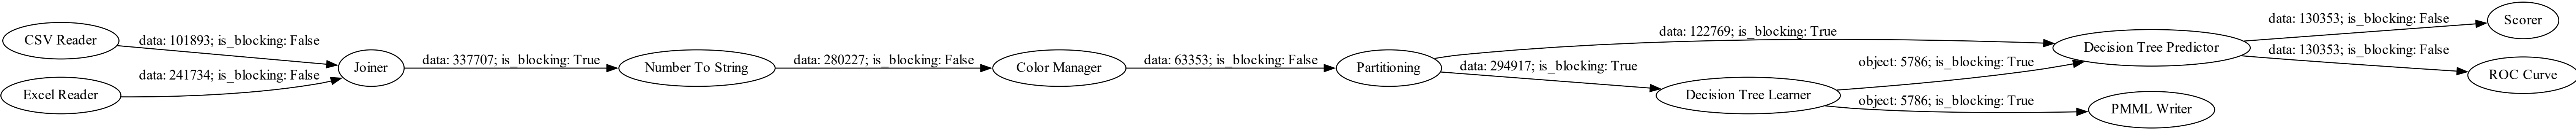 CSV Reader
data: 101893; is_blocking: False
Excel Reader
data: 241734; is_blocking: False
Joiner
data: 337707; is_blocking: True
Number To String
data: 280227; is_blocking: False
Color Manager
data: 63353; is_blocking: False
Partitioning
data: 122769; is_blocking: True
data: 294917; is_blocking: True
Decision Tree Learner
object: 5786; is_blocking: True
object: 5786; is_blocking: True
Decision Tree Predictor
PMML Writer
data: 130353; is_blocking: False
data: 130353; is_blocking: False
Scorer
ROC Curve